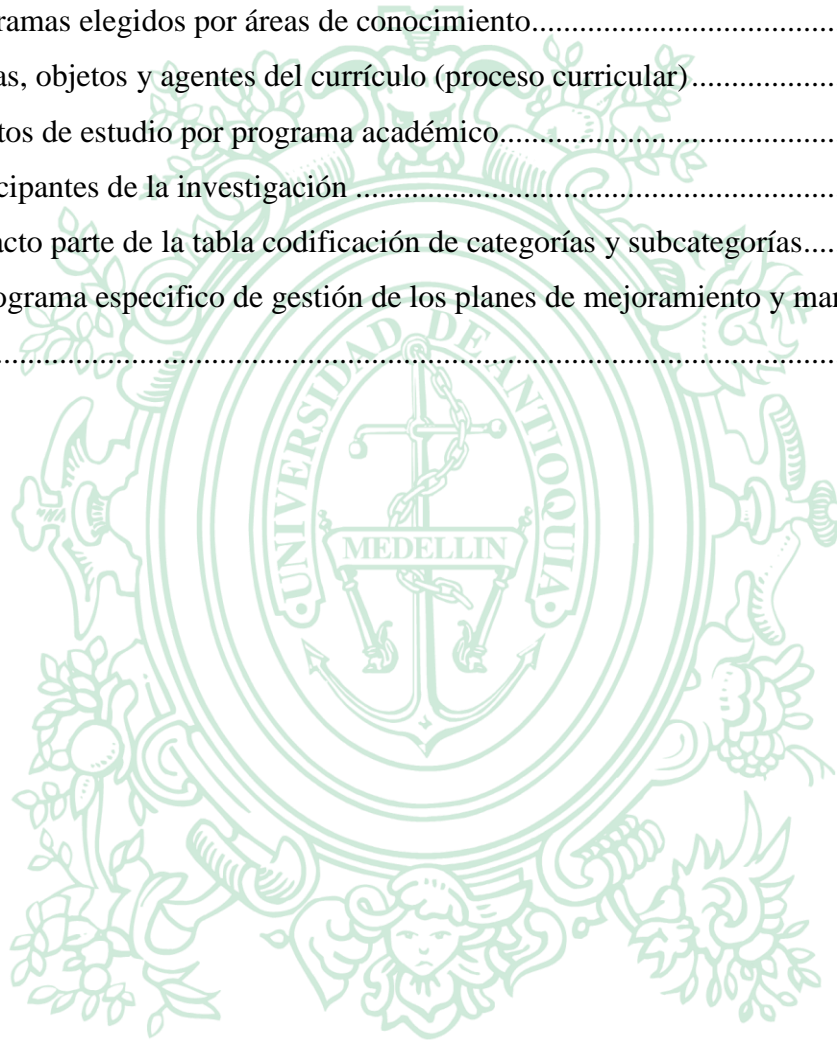 ramas elegidos por áreas de conocimiento
as, objetos y agentes del currículo (proceso curricular)
tos de estudio por programa académico
cipantes de la investigación
acto parte de la tabla codificación de categorías y subcategorías
ograma especifico de gestión de los planes de mejoramiento y
UNIVERSIDAD DE ANTIOQUIA
MEDELLIN